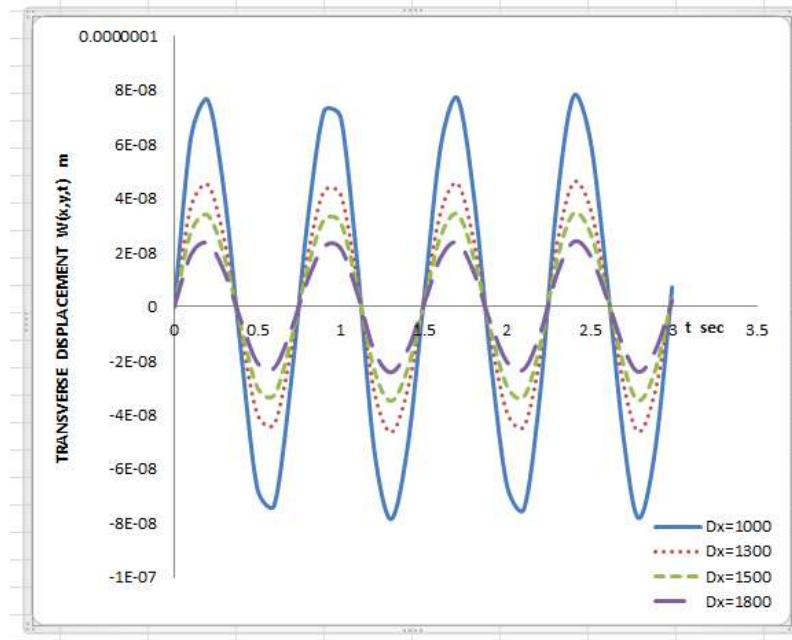 0.0000001
8E-08
6E-08
4E-08
2E-08
0
-2E-08
-4E-08
-6E-08
-8E-08
-1E-07
TRANSVERSE DISPLACEMENT W(x,y,t) m
0 0.5 1 1.5 2 2.5 3 3.5
t sec
Dx=1000
Dx=1300
Dx=1500
Dx=1800